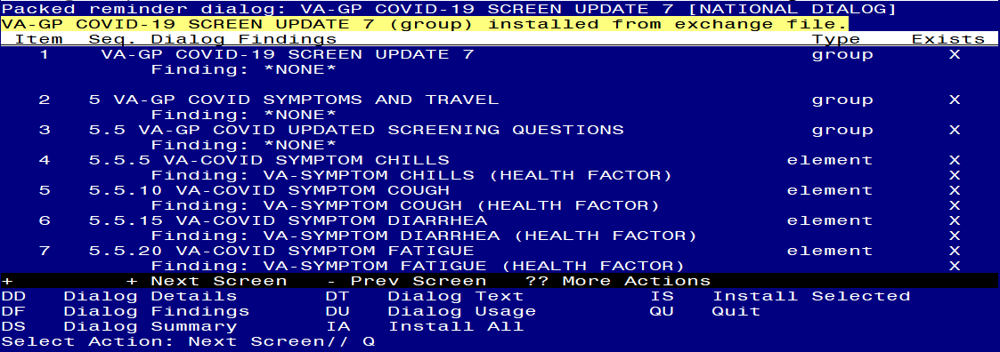 Packed reminder dialog: VA-GP COVID-19 SCREEN UPDATE 7 [NATIONAL DIALOG]
VA-GP COVID-19 SCREEN UPDATE 7 (group) installed from exchange file.
Item  Seq. Dialog Findings                                      Type    Exists
1      VA-GP COVID-19 SCREEN UPDATE 7                           group      X
Finding: *NONE*
2   5 VA-GP COVID SYMPTOMS AND TRAVEL                         group      X
Finding: *NONE*
3   5.5 VA-GP COVID UPDATED SCREENING QUESTIONS               group      X
Finding: *NONE*
4   5.5.5 VA-COVID SYMPTOM CHILLS                           element      X
Finding: VA-SYMPTOM CHILLS (HEALTH FACTOR)                      X
5   5.5.10 VA-COVID SYMPTOM COUGH                           element      X
Finding: VA-SYMPTOM COUGH (HEALTH FACTOR)                       X
6   5.5.15 VA-COVID SYMPTOM DIARRHEA                        element      X
Finding: VA-SYMPTOM DIARRHEA (HEALTH FACTOR)                    X
7   5.5.20 VA-COVID SYMPTOM FATIGUE                         element      X
Finding: VA-SYMPTOM FATIGUE (HEALTH FACTOR)                     X
+         + Next Screen   - Prev Screen   ?? More Actions
DD   Dialog Details       DT   Dialog Text          IS   Install Selected
DF   Dialog Findings      DU   Dialog Usage         QU   Quit
DS   Dialog Summary       IA   Install All
Select Action: Next Screen// Q